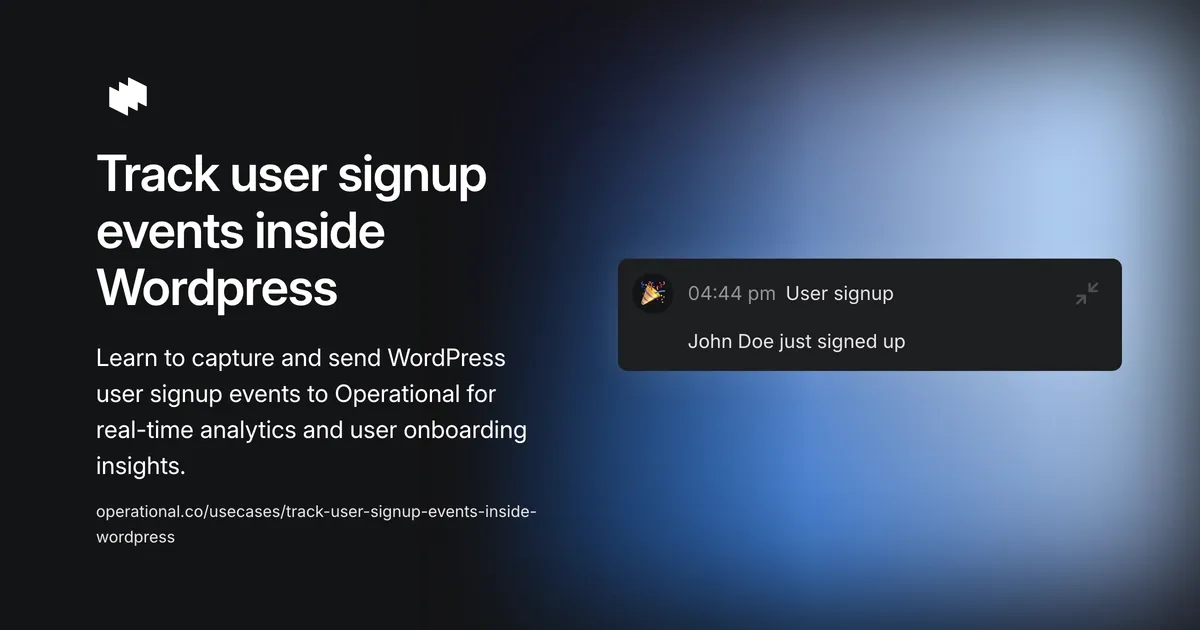 Track user signup
events inside
Wordpress
Learn to capture and send WordPress
user signup events to Operational for
real-time analytics and user onboarding
insights.
operational.co/usecases/track-user-signup-events-inside-
wordpress
04:44 pm User signup
John Doe just signed up